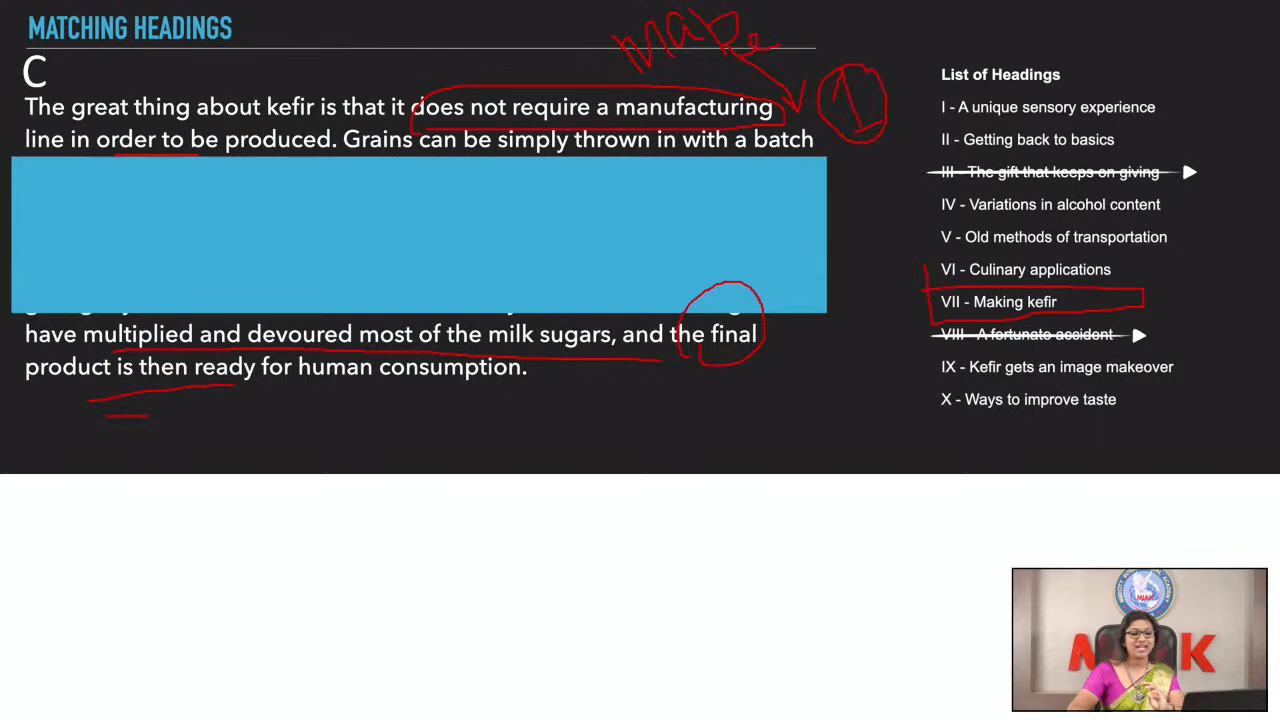 MATCHING HEADINGS
make
1
C
The great thing about kefir is that it does not require a manufacturing
line in order to be produced. Grains can be simply thrown in with a batch
have multiplied and devoured most of the milk sugars, and the final
product is then ready for human consumption.
List of Headings
I - A unique sensory experience
II - Getting back to basics
III - The gift that keeps on giving
IV - Variations in alcohol content
V - Old methods of transportation
VI - Culinary applications
VII - Making kefir
VIII - A fortunate accident
IX - Kefir gets an image makeover
X - Ways to improve taste
MIAK